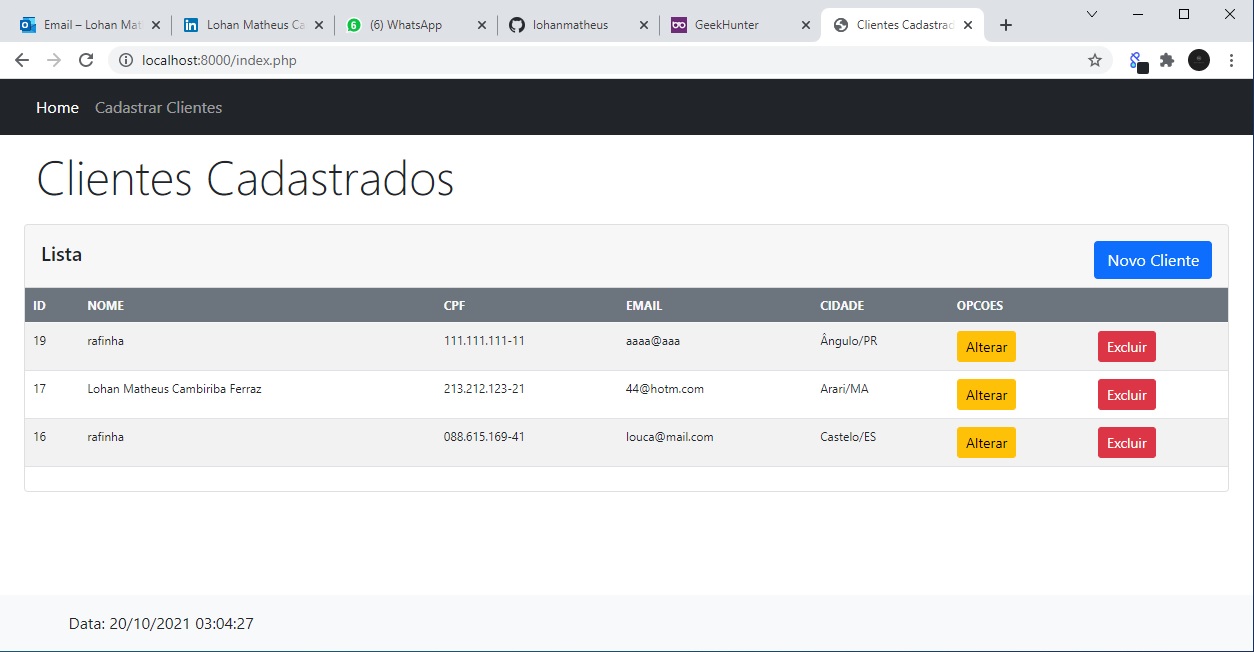 Email – Lohan Mat
Lohan Matheus Ca
6
(6) WhatsApp
lohanmatheus
GeekHunter
Clientes Cadastrad
localhost:8000/index.php
Home Cadastrar Clientes
Clientes Cadastrados
Lista
Novo Cliente
ID NOME CPF EMAIL CIDADE OPCOES
19 rafinha 111.111.111-11 aaaa@aaa Ângulo/PR Alterar Excluir
17 Lohan Matheus Cambiriba Ferraz 213.212.123-21 44@hotm.com Arari/MA Alterar Excluir
16 rafinha 088.615.169-41 louca@mail.com Castelo/ES Alterar Excluir
Data: 20/10/2021 03:04:27